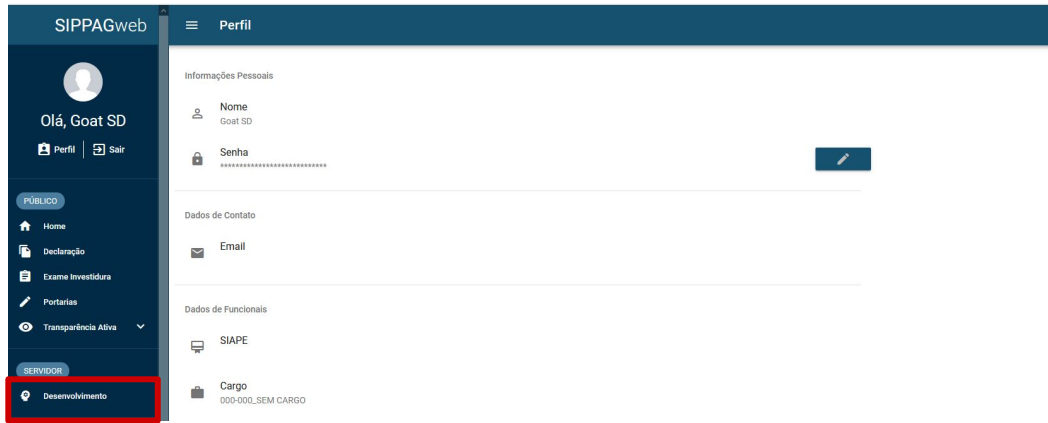 SIPPAGweb
Olá, Goat SD
Perfil
Sair
PÚBLICO
Home
Declaração
Exame Investidura
Portarias
Transparência Ativa
SERVIDOR
Desenvolvimento
Perfil
Informações Pessoais
Nome
Goat SD
Senha
****************************
Dados de Contato
Email
Dados de Funcionais
SIAPE
Cargo
000-000_SEM CARGO